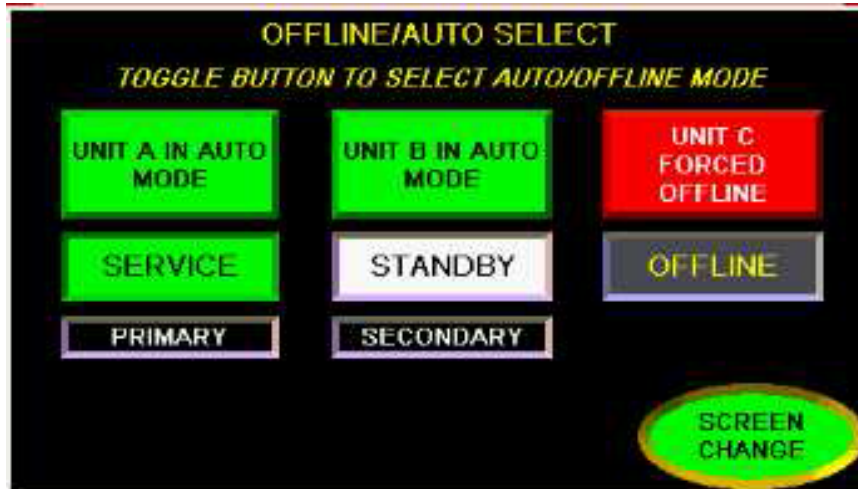 OFFLINE/AUTO SELECT
TOGGLE BUTTON TO SELECT AUTO/OFFLINE MODE
UNIT A IN AUTO
MODE
UNIT B IN AUTO
MODE
UNIT C
FORCED
OFFLINE
SERVICE
STANDBY
OFFLINE
PRIMARY
SECONDARY
SCREEN
CHANGE